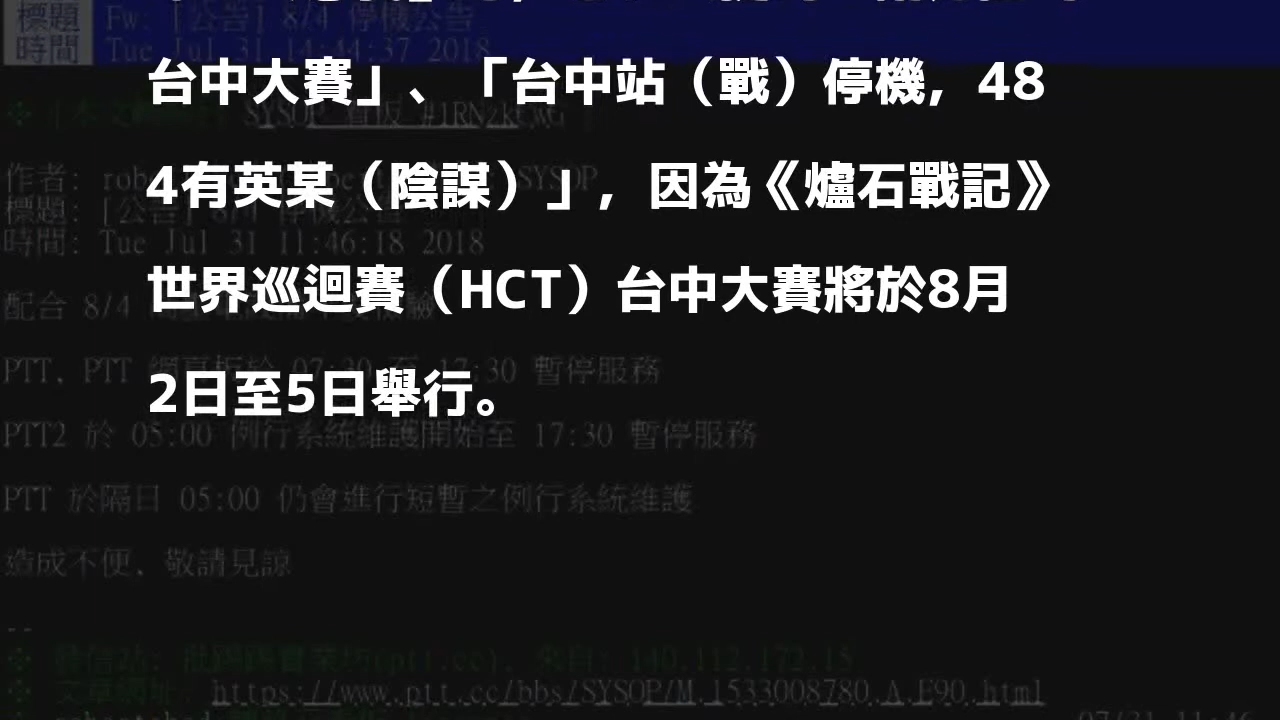 標題 Fw: [公告] 8/4 停機公告
時間 Tue Jul 31 14:44:37 2018
台中大賽」、「台中站（戰）停機，48
SYSOP 看板
作者:
SYSOP
4有英某（陰謀）」，因為《爐石戰記》
標題: [公告] 8/4 停機公告
時間: Tue Jul 31 11:46:18 2018
世界巡迴賽（HCT）台中大賽將於8月
配合 8/4
PTT, PTT
07:30 至 17:30 暫停服務
2日至5日舉行。
PTT2 於 05:00 例行系統維護開始至 17:30 暫停服務
PTT 於隔日 05:00 仍會進行短暫之例行系統維護
造成不便, 敬請見諒
--
※ 發信站: 批踢踢實業坊(ptt.cc), 來自: 140.112.172.15
※ 文章網址: https://www.ptt.cc/bbs/SYSOP/M.1533008780.A.E90.html